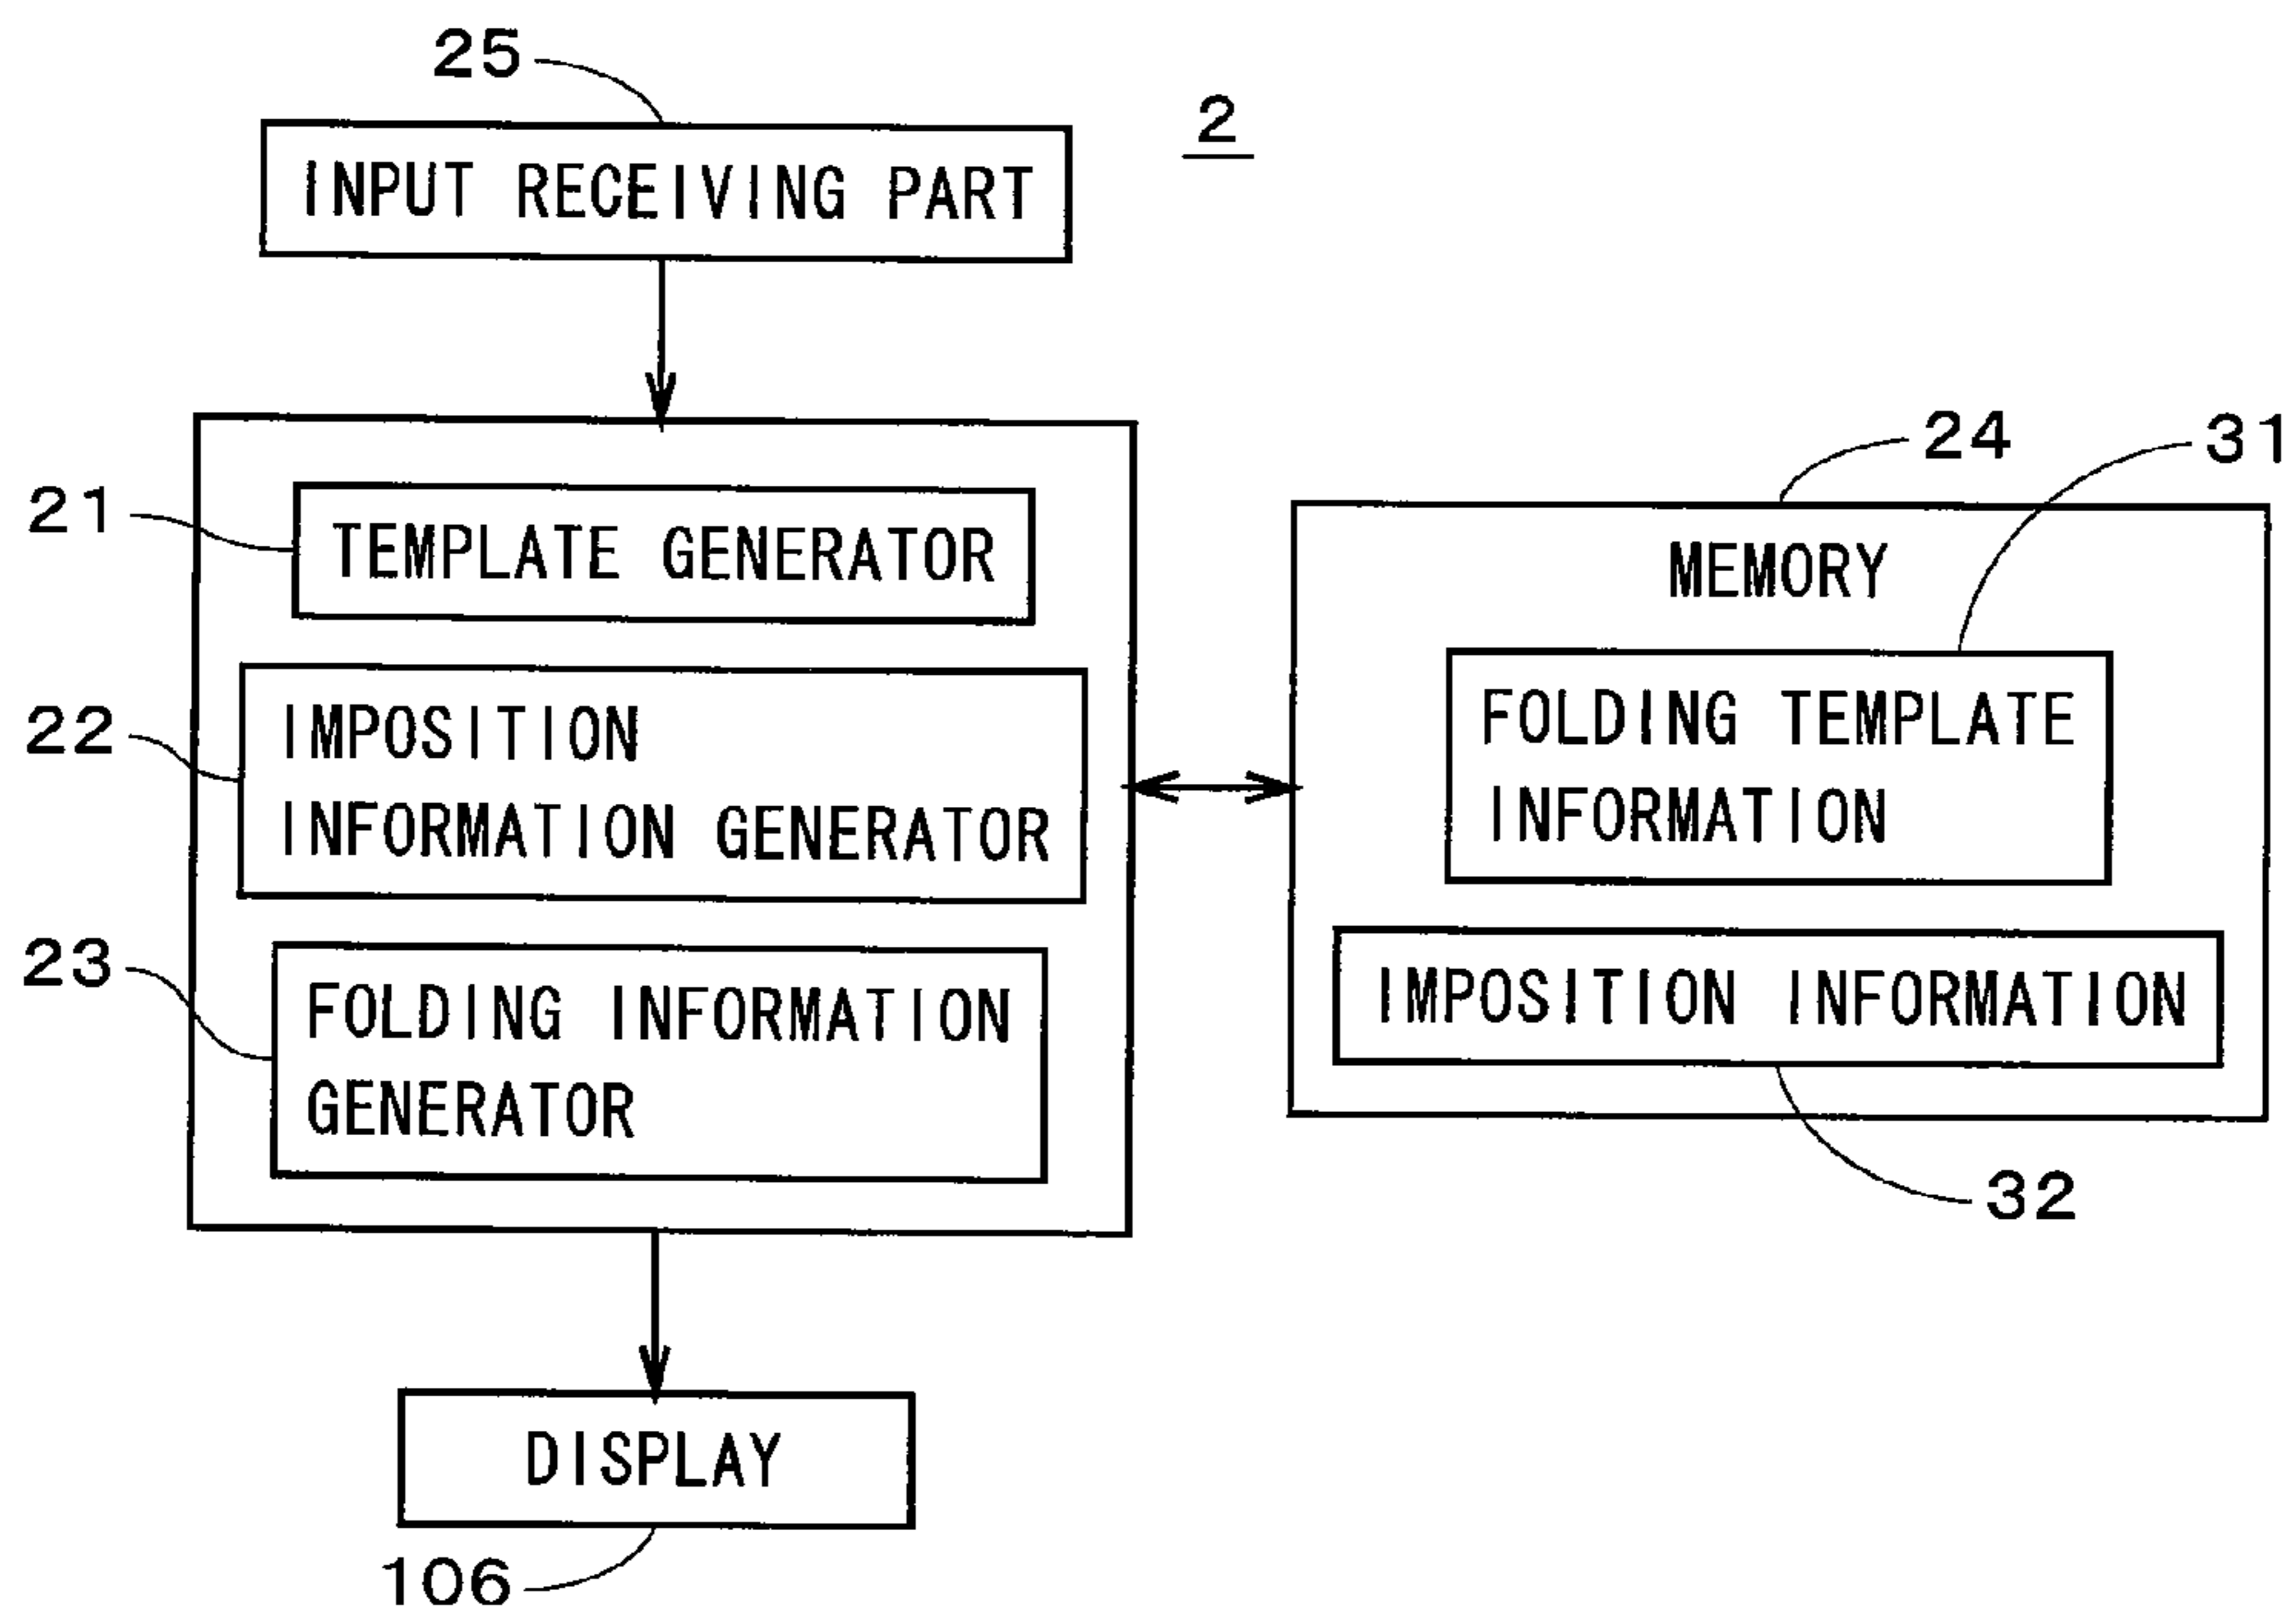 25
2
INPUT RECEIVING PART
24
31
21
TEMPLATE GENERATOR
MEMORY
22
IMPOSITION
INFORMATION GENERATOR
FOLDING TEMPLATE
INFORMATION
23
FOLDING INFORMATION
GENERATOR
IMPOSITION INFORMATION
32
DISPLAY
106